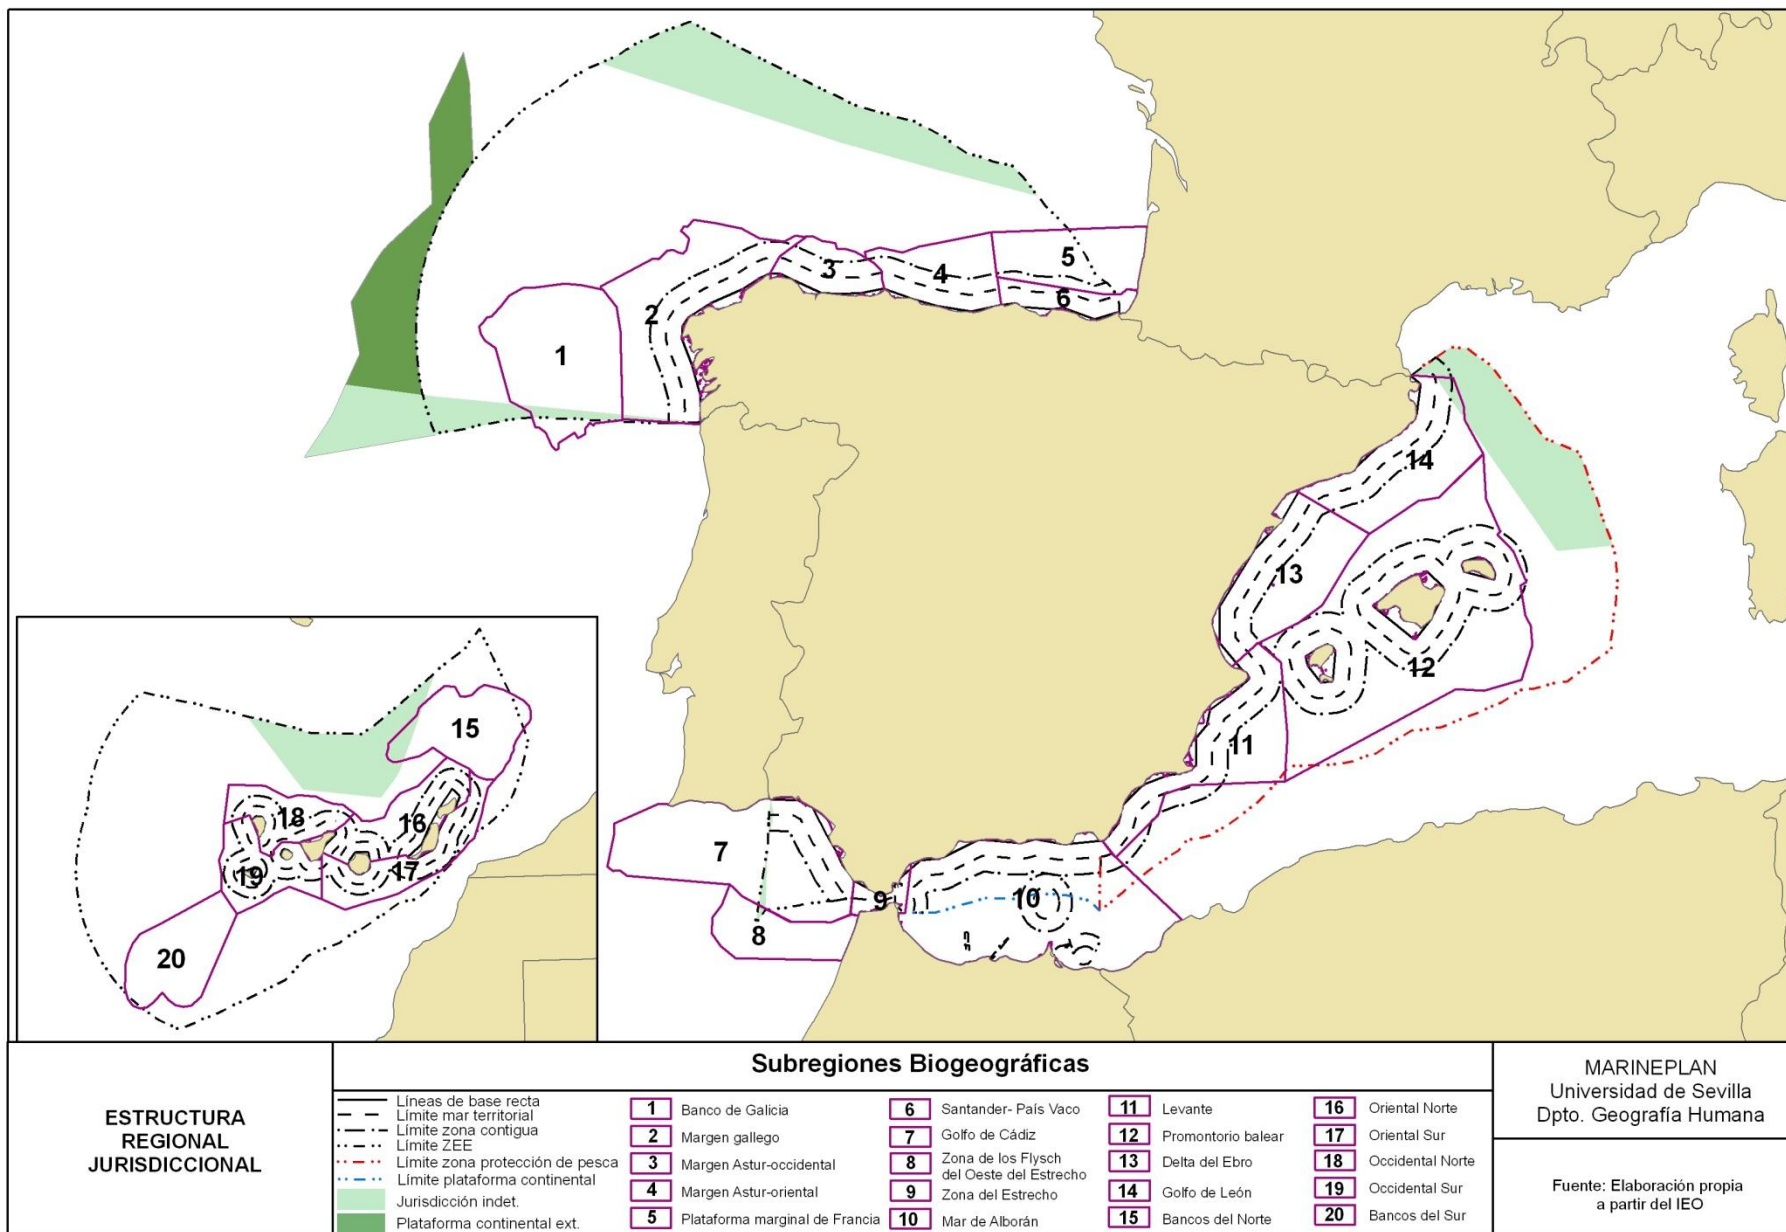 1
2
3
4
5
6
7
8
9
10
11
12
13
14
15
16
17
18
19
20
ESTRUCTURA
REGIONAL
JURISDICCIONAL
Subregiones Biogeográficas
Líneas de base recta
Límite mar territorial
Límite zona contigua
Límite ZEE
Límite zona protección de pesca
Límite plataforma continental
Jurisdicción indet.
Plataforma continental ext.
1 Banco de Galicia
2 Margen gallego
3 Margen Astur-occidental
4 Margen Astur-oriental
5 Plataforma marginal de Francia
6 Santander- País Vaco
7 Golfo de Cádiz
8 Zona de los Flysch
del Oeste del Estrecho
9 Zona del Estrecho
10 Mar de Alborán
11 Levante
12 Promontorio balear
13 Delta del Ebro
14 Golfo de León
15 Bancos del Norte
16 Oriental Norte
17 Oriental Sur
18 Occidental Norte
19 Occidental Sur
20 Bancos del Sur
MARINEPLAN
Universidad de Sevilla
Dpto. Geografía Humana
Fuente: Elaboración propia
a partir del IEO